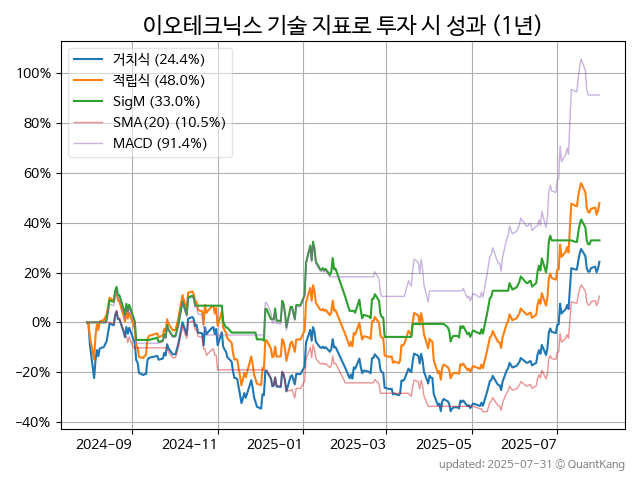 이오테크닉스 기술 지표로 투자 시 성과 (1년)
거치식 (24.4%)
적립식 (48.0%)
SigM (33.0%)
SMA(20) (10.5%)
MACD (91.4%)
100%
80%
60%
40%
20%
0%
−20%
−40%
2024-09 2024-11 2025-01 2025-03 2025-05 2025-07
updated: 2025-07-31 © QuantKang